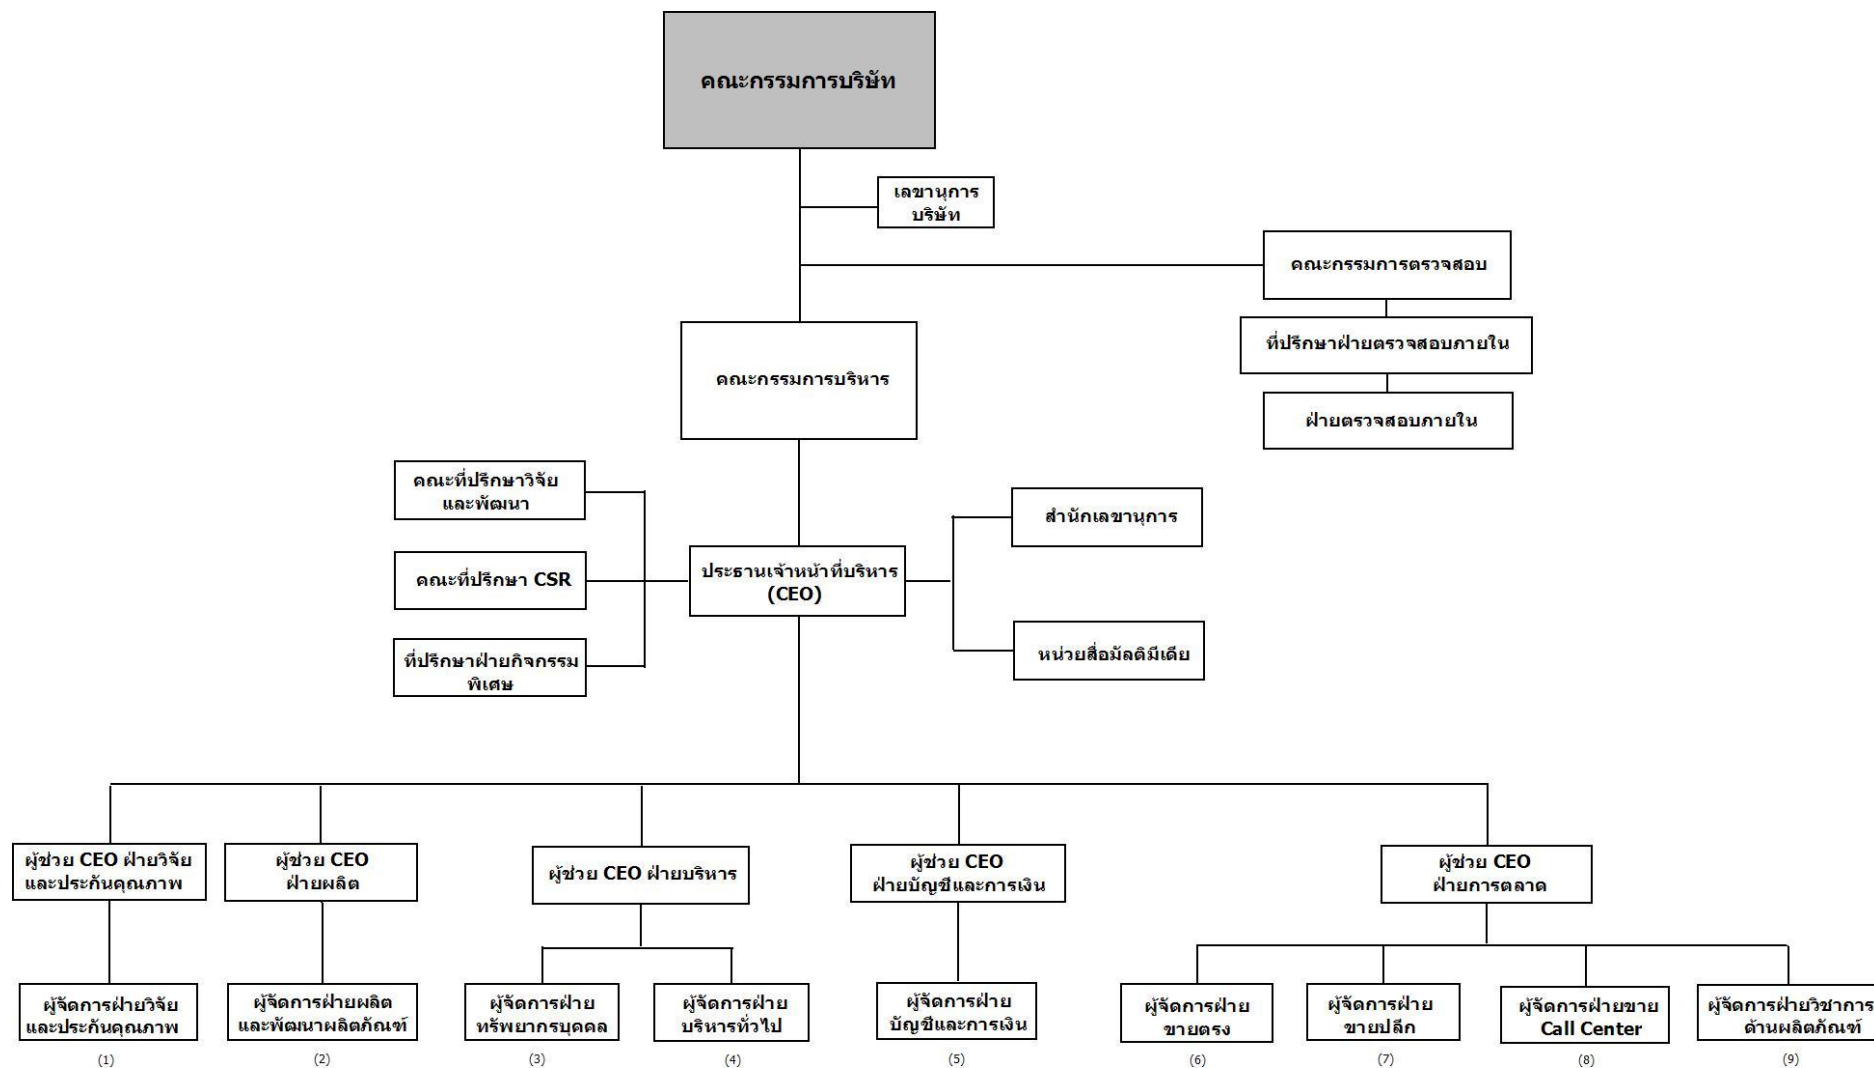 คณะกรรมการบริษัท
เลขานุการ
บริษัท
คณะกรรมการตรวจสอบ
ที่ปรึกษาฝ่ายตรวจสอบภายใน
ฝ่ายตรวจสอบภายใน
คณะกรรมการบริหาร
คณะที่ปรึกษาวิจัย
และพัฒนา
คณะที่ปรึกษา CSR
ที่ปรึกษาฝ่ายกิจกรรม
พิเศษ
ประธานเจ้าหน้าที่บริหาร
(CEO)
สำนักเลขานุการ
หน่วยสื่อมัลติมีเดีย
ผู้ช่วย CEO ฝ่ายวิจัย
และประกันคุณภาพ
ผู้ช่วย CEO
ฝ่ายผลิต
ผู้ช่วย CEO ฝ่ายบริหาร
ผู้ช่วย CEO
ฝ่ายบัญชีและการเงิน
ผู้ช่วย CEO
ฝ่ายการตลาด
ผู้จัดการฝ่ายวิจัย
และประกันคุณภาพ
ผู้จัดการฝ่ายผลิต
และพัฒนาผลิตภัณฑ์
ผู้จัดการฝ่าย
ทรัพยากรบุคคล
ผู้จัดการฝ่าย
บริหารทั่วไป
ผู้จัดการฝ่าย
บัญชีและการเงิน
ผู้จัดการฝ่าย
ขายตรง
ผู้จัดการฝ่าย
ขายปลีก
ผู้จัดการฝ่ายขาย
Call Center
ผู้จัดการฝ่ายวิชาการ
ด้านผลิตภัณฑ์
(1)
(2)
(3)
(4)
(5)
(6)
(7)
(8)
(9)